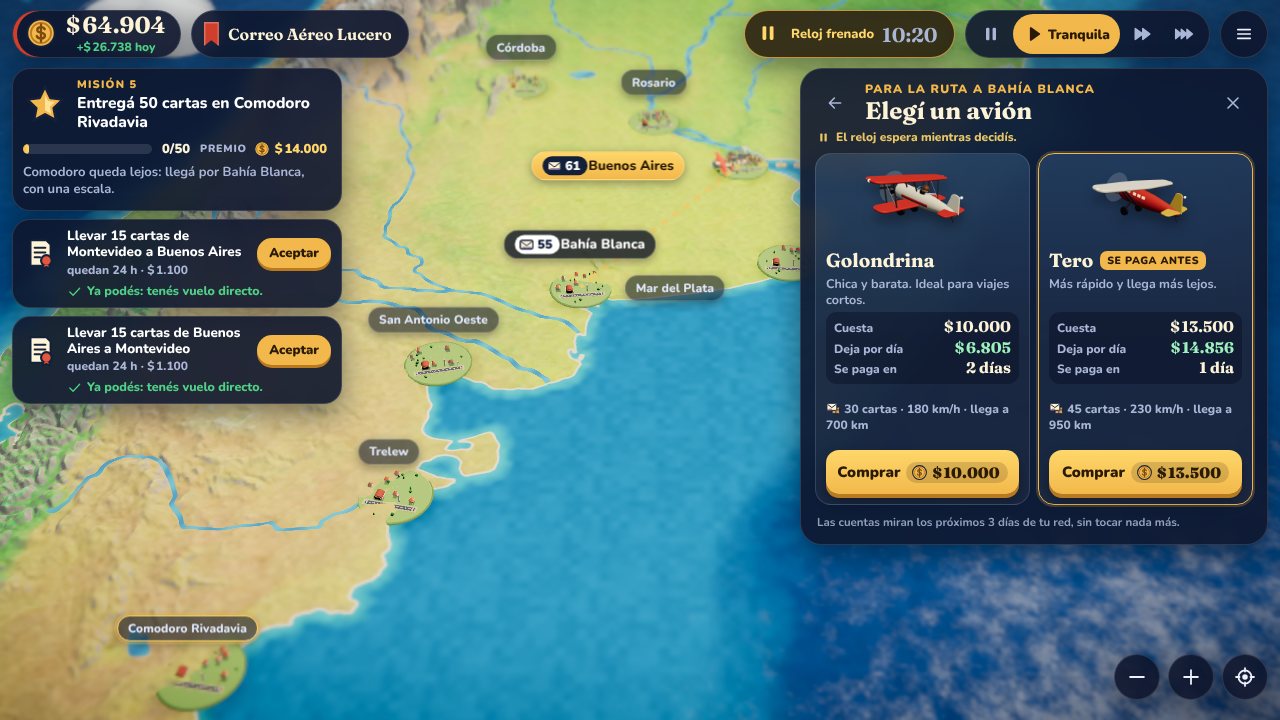 $64.904
+$26.738 hoy
Correo Aéreo Lucero
Reloj frenado 10:20
Tranquila
MISIÓN 5
Entregá 50 cartas en Comodoro
Rivadavia
0/50 PREMIO $14.000
Comodoro queda lejos: llegá por Bahía Blanca,
con una escala.
Llevar 15 cartas de
Montevideo a Buenos Aires
quedan 24 h · $1.100
Ya podés: tenés vuelo directo.
Aceptar
Llevar 15 cartas de Buenos
Aires a Montevideo
quedan 24 h · $1.100
Ya podés: tenés vuelo directo.
Aceptar
Córdoba
Rosario
61 Buenos Aires
55 Bahía Blanca
Mar del Plata
San Antonio Oeste
Trelew
Comodoro Rivadavia
PARA LA RUTA A BAHÍA BLANCA
Elegí un avión
El reloj espera mientras decidís.
Golondrina
Chica y barata. Ideal para viajes
cortos.
Cuesta $10.000
Deja por día $6.805
Se paga en 2 días
30 cartas · 180 km/h · llega a
700 km
Comprar $10.000
Tero SE PAGA ANTES
Más rápido y llega más lejos.
Cuesta $13.500
Deja por día $14.856
Se paga en 1 día
45 cartas · 230 km/h · llega a
950 km
Comprar $13.500
Las cuentas miran los próximos 3 días de tu red, sin tocar nada más.